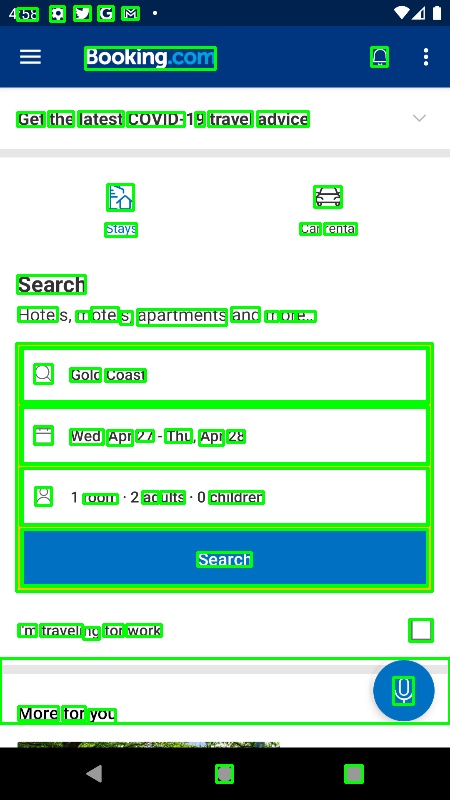 4:58
Booking.com
Get the latest COVID-19 travel advice
Stays
Car rental
Search
Hotels, motels, apartments and more...
Gold Coast
Wed, Apr 27 - Thu, Apr 28
1 room · 2 adults · 0 children
Search
I'm traveling for work
More for you